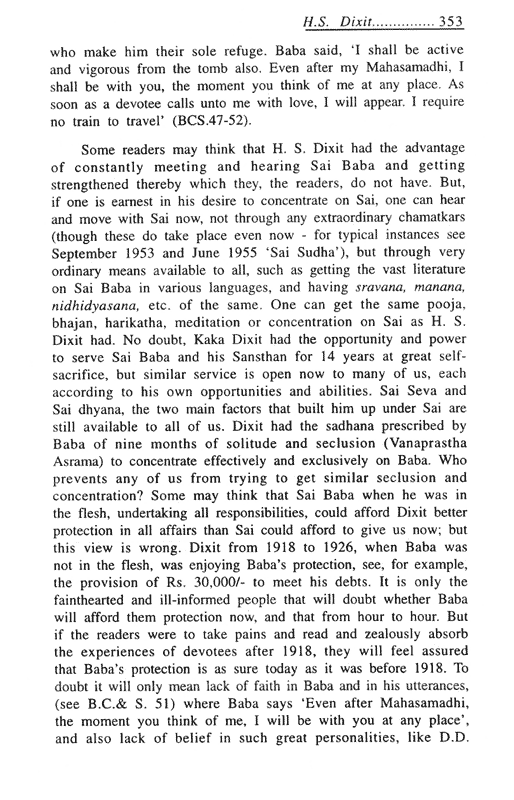 H.S. Dixit............... 353
who make him their sole refuge. Baba said, 'I shall be active
and vigorous from the tomb also. Even after my Mahasamadhi, I
shall be with you, the moment you think of me at any place. As
soon as a devotee calls unto me with love, I will appear. I require
no train to travel' (BCS.47-52).
Some readers may think that H. S. Dixit had the advantage
of constantly meeting and hearing Sai Baba and getting
strengthened thereby which they, the readers, do not have. But,
if one is earnest in his desire to concentrate on Sai, one can hear
and move with Sai now, not through any extraordinary chamatkars
(though these do take place even now - for typical instances see
September 1953 and June 1955 'Sai Sudha'), but through very
ordinary means available to all, such as getting the vast literature
on Sai Baba in various languages, and having sravana, manana,
nidhidyasana, etc. of the same. One can get the same pooja,
bhajan, harikatha, meditation or concentration on Sai as H. S.
Dixit had. No doubt, Kaka Dixit had the opportunity and power
to serve Sai Baba and his Sansthan for 14 years at great self-
sacrifice, but similar service is open now to many of us, each
according to his own opportunities and abilities. Sai Seva and
Sai dhyana, the two main factors that built him up under Sai are
still available to all of us. Dixit had the sadhana prescribed by
Baba of nine months of solitude and seclusion (Vanaprastha
Asrama) to concentrate effectively and exclusively on Baba. Who
prevents any of us from trying to get similar seclusion and
concentration? Some may think that Sai Baba when he was in
the flesh, undertaking all responsibilities, could afford Dixit better
protection in all affairs than Sai could afford to give us now; but
this view is wrong. Dixit from 1918 to 1926, when Baba was
not in the flesh, was enjoying Baba's protection, see, for example,
the provision of Rs. 30,000/- to meet his debts. It is only the
fainthearted and ill-informed people that will doubt whether Baba
will afford them protection now, and that from hour to hour. But
if the readers were to take pains and read and zealously absorb
the experiences of devotees after 1918, they will feel assured
that Baba's protection is as sure today as it was before 1918. To
doubt it will only mean lack of faith in Baba and in his utterances,
(see B.C.& S. 51) where Baba says 'Even after Mahasamadhi,
the moment you think of me, I will be with you at any place',
and also lack of belief in such great personalities, like D.D.